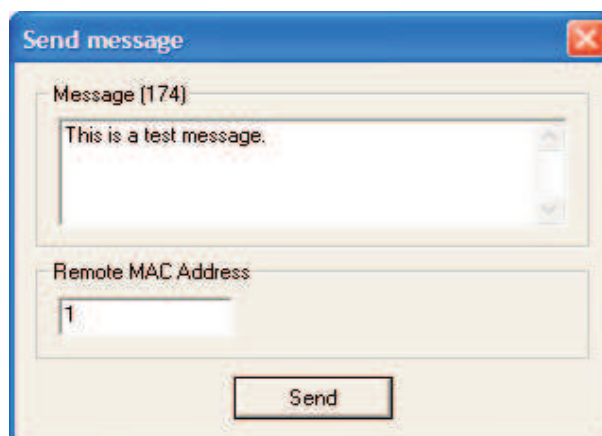 Send message
Message (174)
This is a test message.
Remote MAC Address
1
Send